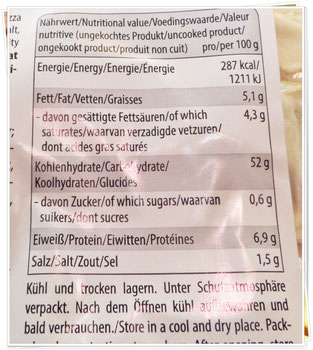 zza
Nährwert/Nutritional value/Voedingswaarde/Valeur
alt,
nutritive (ungekochtes Produkt/uncooked product/
ongekookt product/produit non cuit) pro/per 100 g
at
Energie/Energy/Energie/Énergie 287 kcal/
1211 kJ
Fett/Fat/Vetten/Graisses 5,1 g
- davon gesättigte Fettsäuren/of which 4,3 g
saturates/waarvan verzadigde vetzuren/
dont acides gras saturés
Kohlenhydrate/Carbohydrate/ 52 g
Koolhydraten/Glucides
- davon Zucker/of which sugars/waarvan 0,6 g
suikers/dont sucres
Eiweiß/Protein/Eiwitten/Protéines 6,9 g
Salz/Salt/Zout/Sel 1,5 g
Kühl und trocken lagern. Unter Schutzatmosphäre
verpackt. Nach dem Öffnen kühl aufbewahren und
bald verbrauchen./Store in a cool and dry place. Pack-